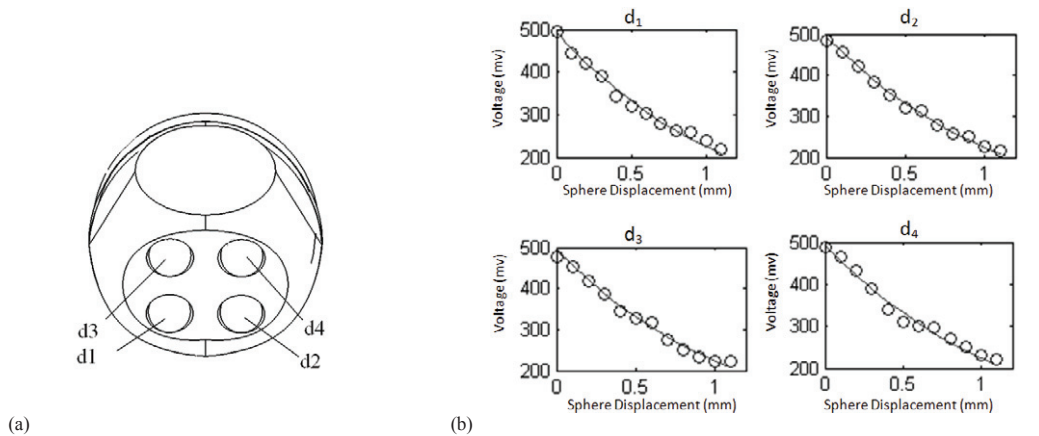 d3
d1
d4
d2
(a)
d₁
500
400
300
200
0
0.5
1
Voltage (mv)
Sphere Displacement (mm)
d₂
500
400
300
200
0
0.5
1
Voltage (mv)
Sphere Displacement (mm)
d₃
500
400
300
200
0
0.5
1
Voltage (mv)
Sphere Displacement (mm)
d₄
500
400
300
200
0
0.5
1
Voltage (mv)
Sphere Displacement (mm)
(b)